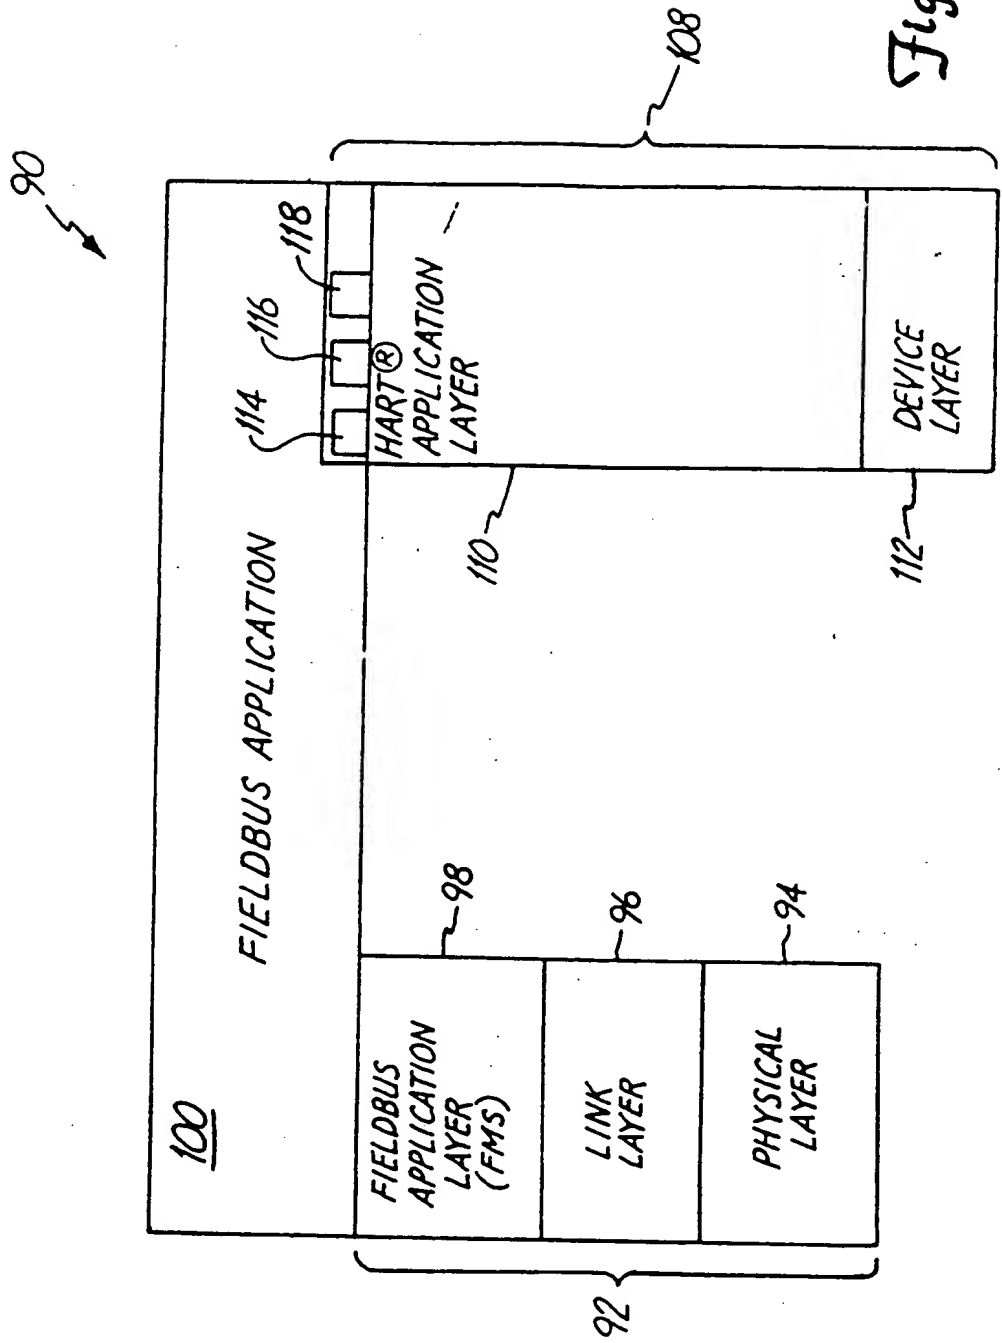 90
100
FIELDBUS APPLICATION
114
116
118
HART®
APPLICATION
LAYER
110
DEVICE
LAYER
112
108
FIELDBUS
APPLICATION
LAYER
(FMS)
98
LINK
LAYER
96
PHYSICAL
LAYER
94
92